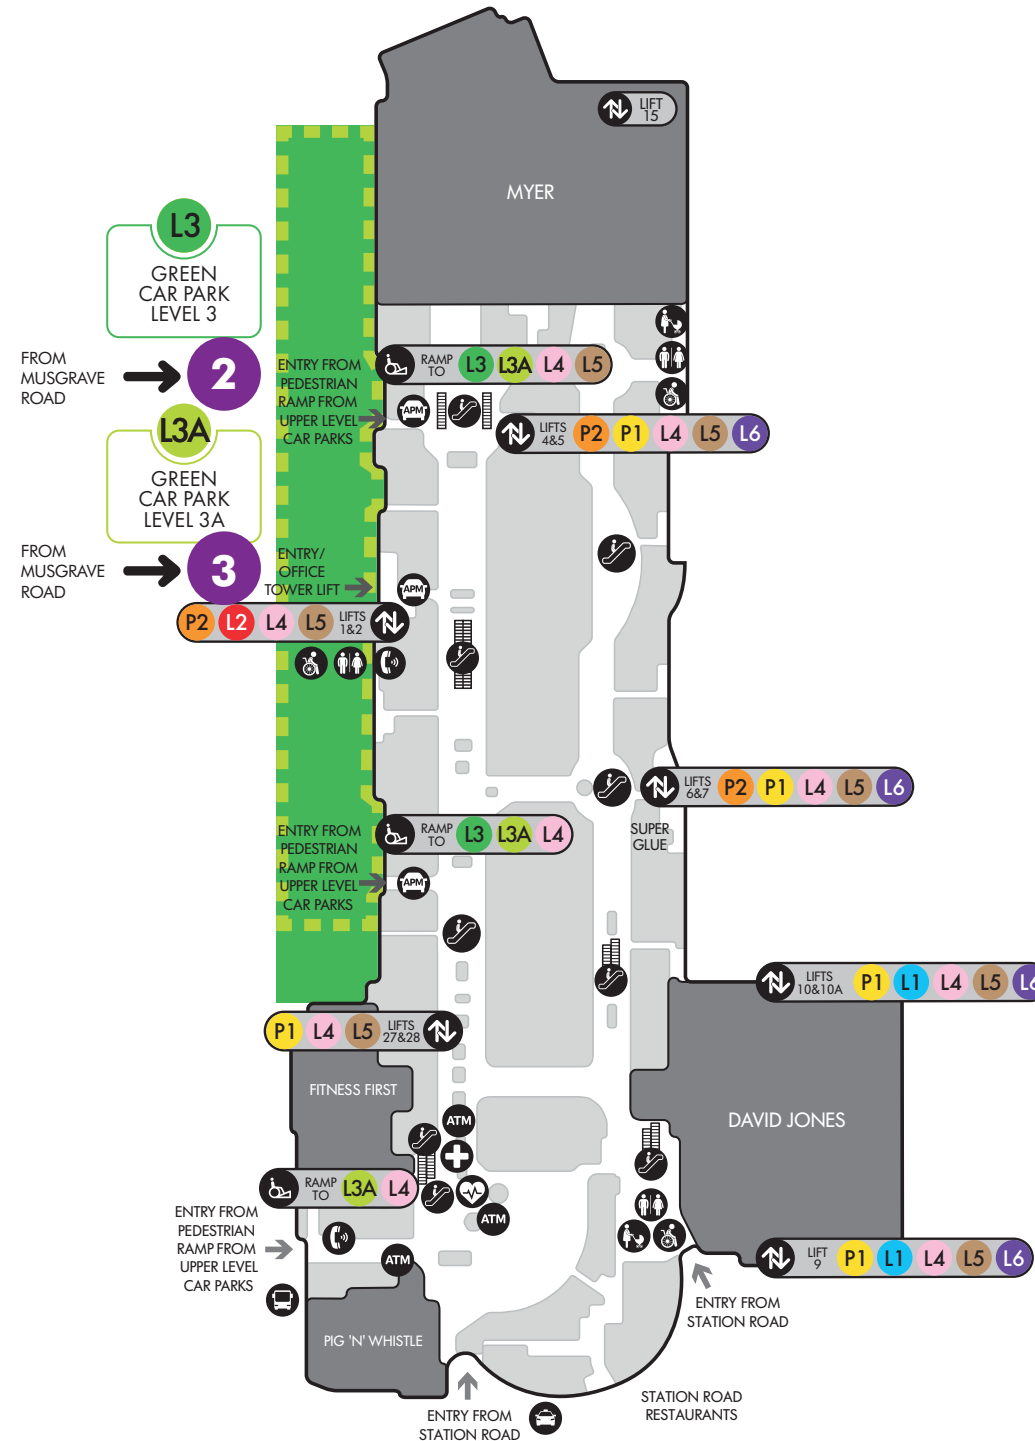 LIFT
15
MYER
L3
GREEN
CAR PARK
LEVEL 3
FROM
MUSGRAVE
ROAD
2
ENTRY FROM
PEDESTRIAN
RAMP FROM
UPPER LEVEL
CAR PARKS
RAMP
TO
L3 L3A L4 L5
APM
LIFTS
4&5
P2 P1 L4 L5 L6
L3A
GREEN
CAR PARK
LEVEL 3A
FROM
MUSGRAVE
ROAD
3
ENTRY/
OFFICE
TOWER LIFT
APM
P2 L2 L4 L5
LIFTS
1&2
LIFTS
6&7
P2 P1 L4 L5 L6
SUPER
GLUE
RAMP
TO
L3 L3A L4
ENTRY FROM
PEDESTRIAN
RAMP FROM
UPPER LEVEL
CAR PARKS
APM
LIFTS
10&10A
P1 L1 L4 L5 L6
P1 L4 L5
LIFTS
27&28
FITNESS FIRST
ATM
DAVID JONES
RAMP
TO
L3A L4
ATM
ENTRY FROM
PEDESTRIAN
RAMP FROM
UPPER LEVEL
CAR PARKS
ATM
LIFT
9
P1 L1 L4 L5 L6
ENTRY FROM
STATION ROAD
PIG 'N' WHISTLE
STATION ROAD
RESTAURANTS
ENTRY FROM
STATION ROAD